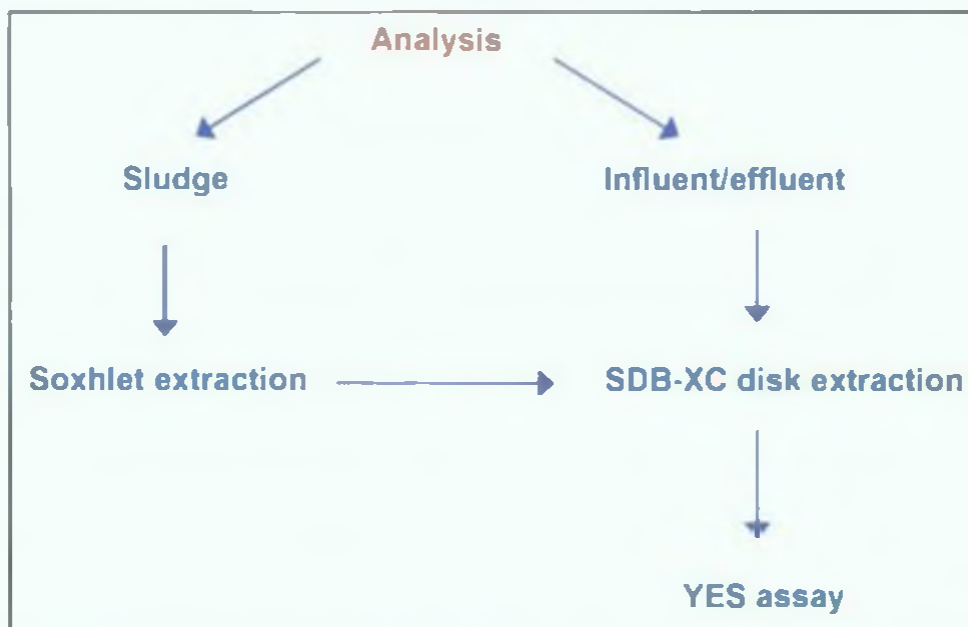 Analysis
Sludge
Influent/effluent
Soxhlet extraction
SDB-XC disk extraction
YES assay